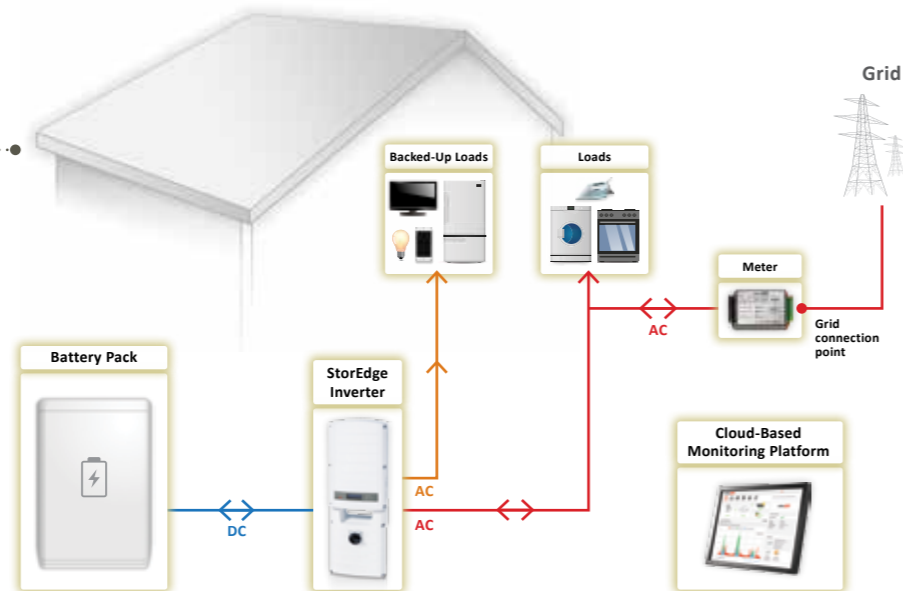 Grid
Backed-Up Loads
Loads
Meter
AC
Grid
connection
point
Battery Pack
StorEdge
Inverter
Cloud-Based
Monitoring Platform
AC
AC
DC